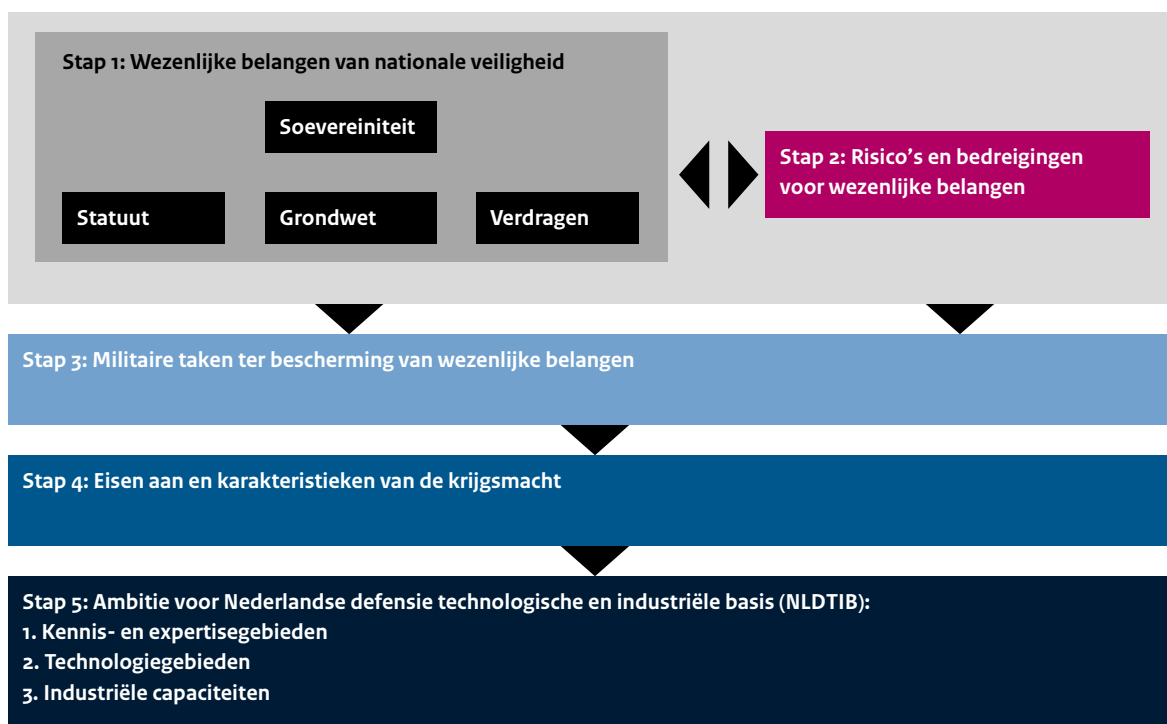 Stap 1: Wezenlijke belangen van nationale veiligheid
Soevereiniteit
Statuut
Grondwet
Verdragen
Stap 2: Risico's en bedreigingen
voor wezenlijke belangen
Stap 3: Militaire taken ter bescherming van wezenlijke belangen
Stap 4: Eisen aan en karakteristieken van de krijgsmacht
Stap 5: Ambitie voor Nederlandse defensie technologische en industriële basis (NLDTIB):
1. Kennis- en expertisegebieden
2. Technologiegebieden
3. Industriële capaciteiten